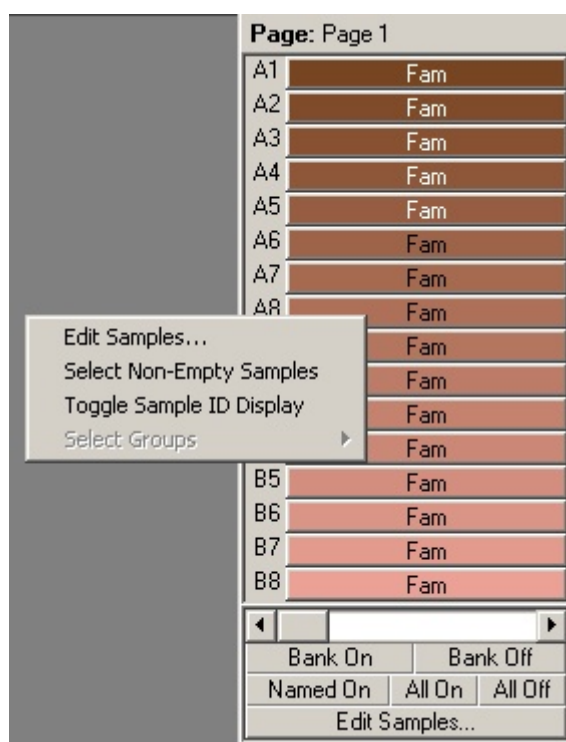 Page: Page 1
A1 Fam
A2 Fam
A3 Fam
A4 Fam
A5 Fam
A6 Fam
A7 Fam
A8 Fam
Fam
Fam
Fam
Fam
Edit Samples...
Select Non-Empty Samples
Toggle Sample ID Display
Select Groups
B5 Fam
B6 Fam
B7 Fam
B8 Fam
Bank On Bank Off
Named On All On All Off
Edit Samples...